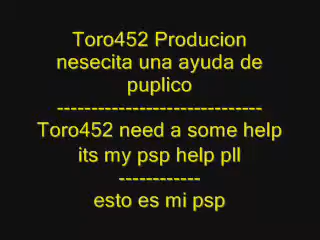 Toro452 Producion
nesecita una ayuda de
puplico
------------------------------
Toro452 need a some help
its my psp help pll
------------
esto es mi psp